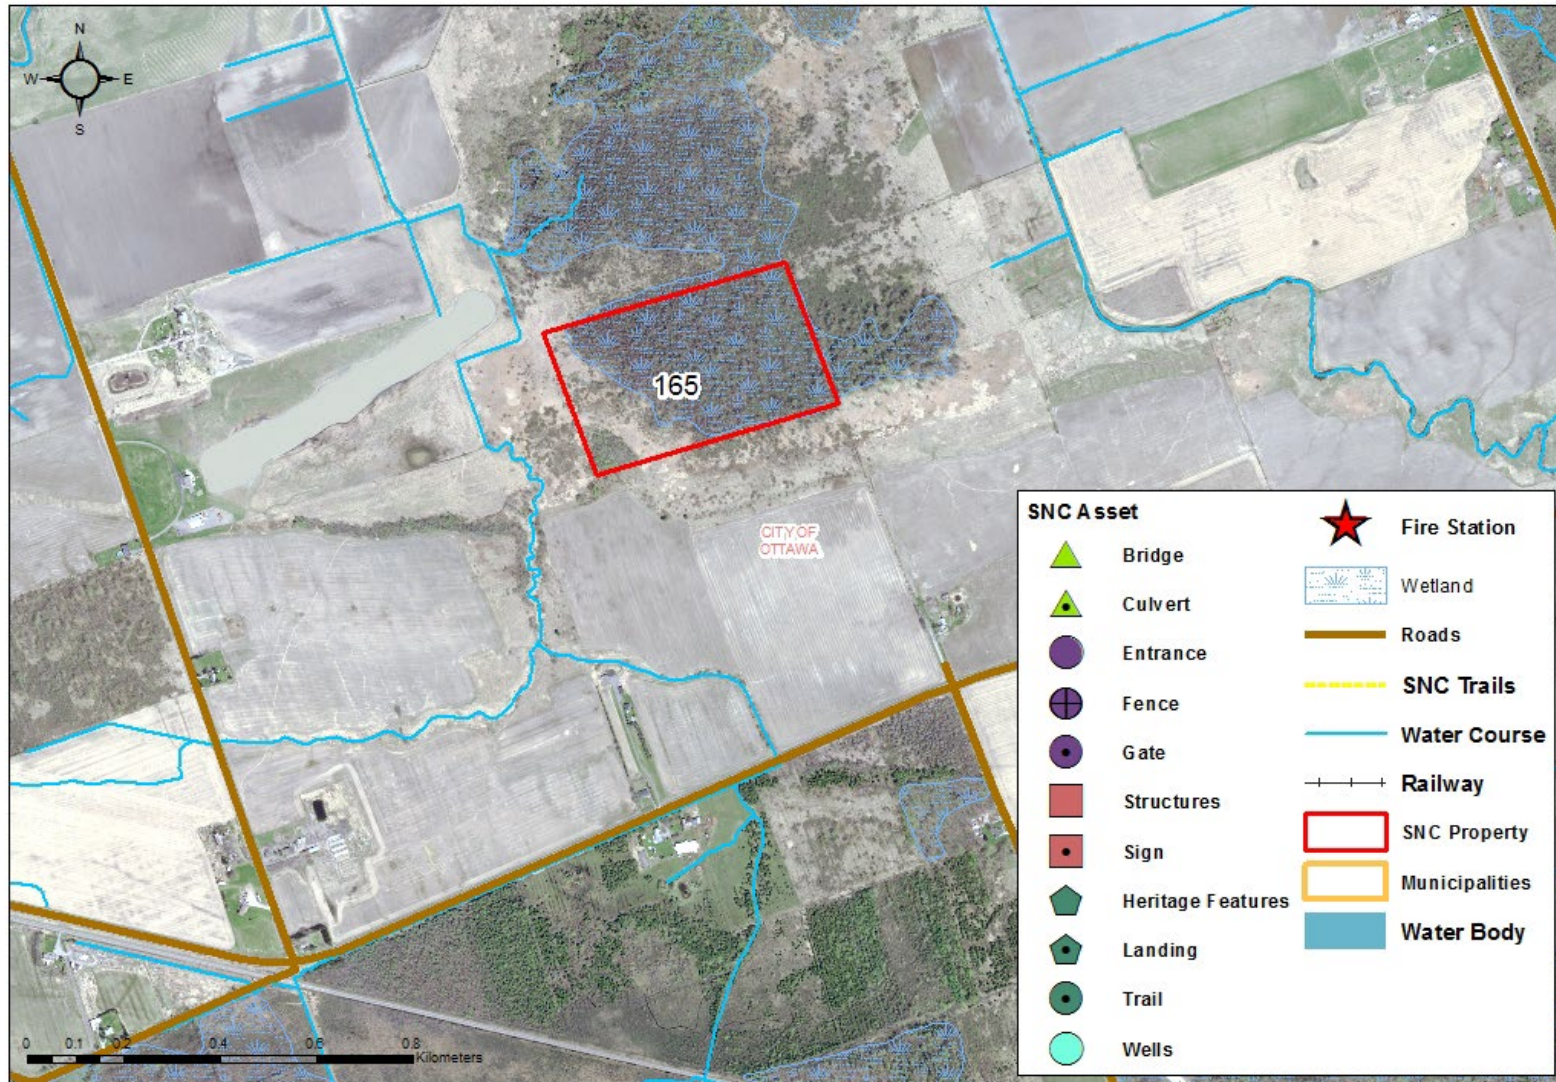 N
W E
S
165
CITY OF
OTTAWA
SNC Asset
Bridge
Culvert
Entrance
Fence
Gate
Structures
Sign
Heritage Features
Landing
Trail
Wells
Fire Station
Wetland
Roads
SNC Trails
Water Course
Railway
SNC Property
Municipalities
Water Body
0 0.1 0.2 0.4 0.6 0.8
Kilometers